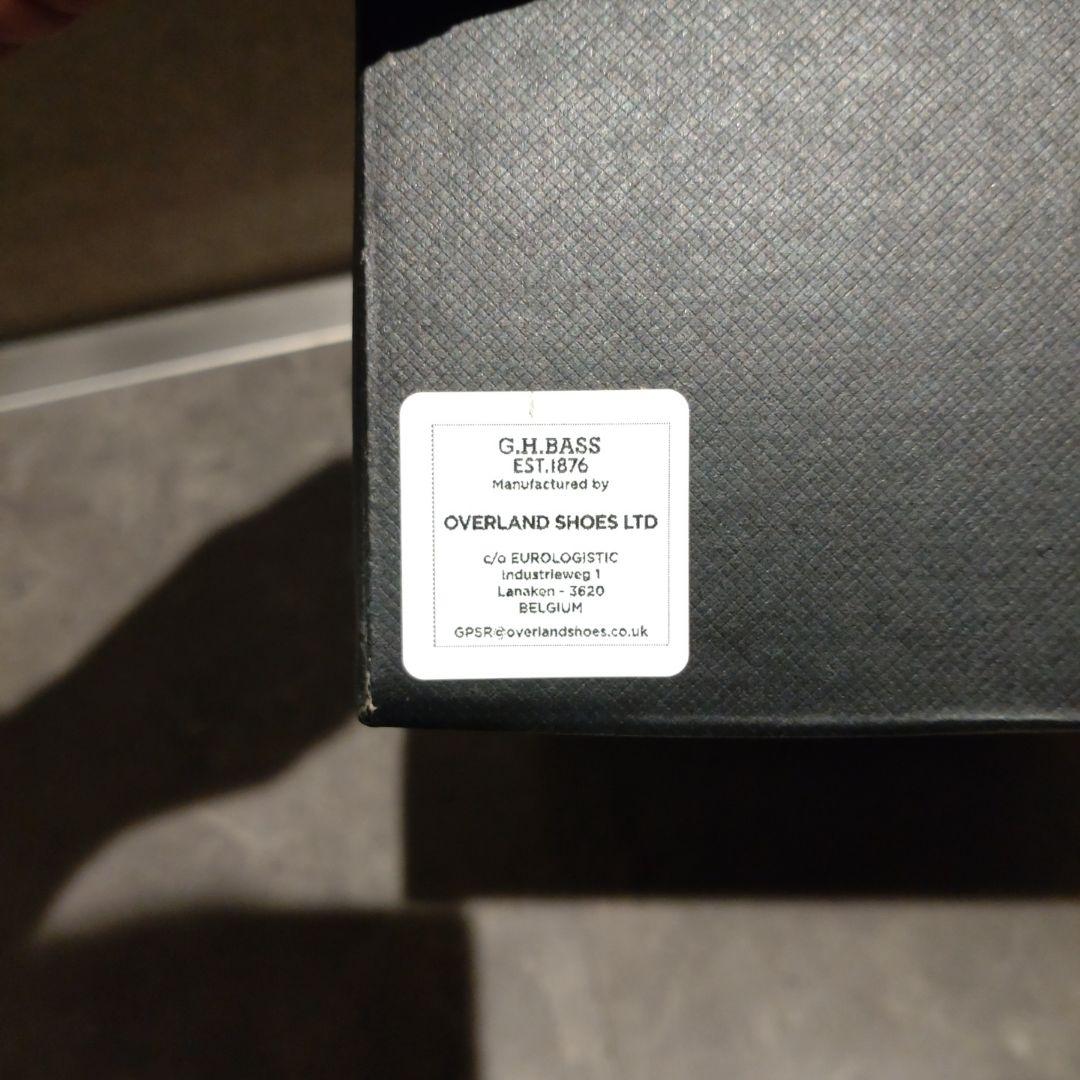 G.H.BASS
EST.1876
Manufactured by
OVERLAND SHOES LTD
c/o EUROLOGISTIC
Industrieweg 1
Lanaken - 3620
BELGIUM
GPSR@overlandshoes.co.uk